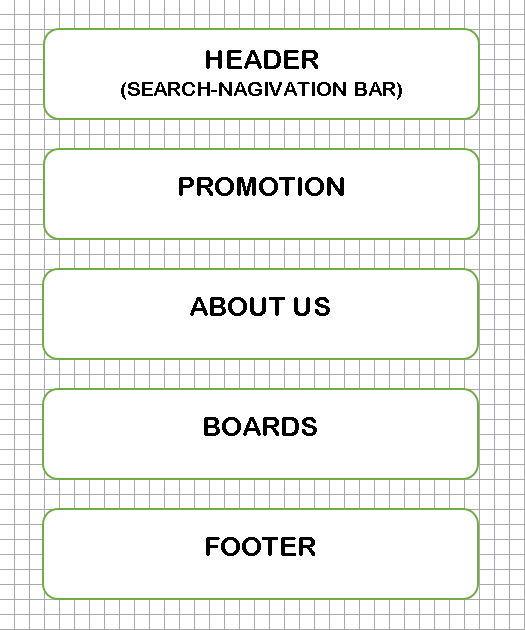 HEADER
(SEARCH-NAGIVATION BAR)
PROMOTION
ABOUT US
BOARDS
FOOTER